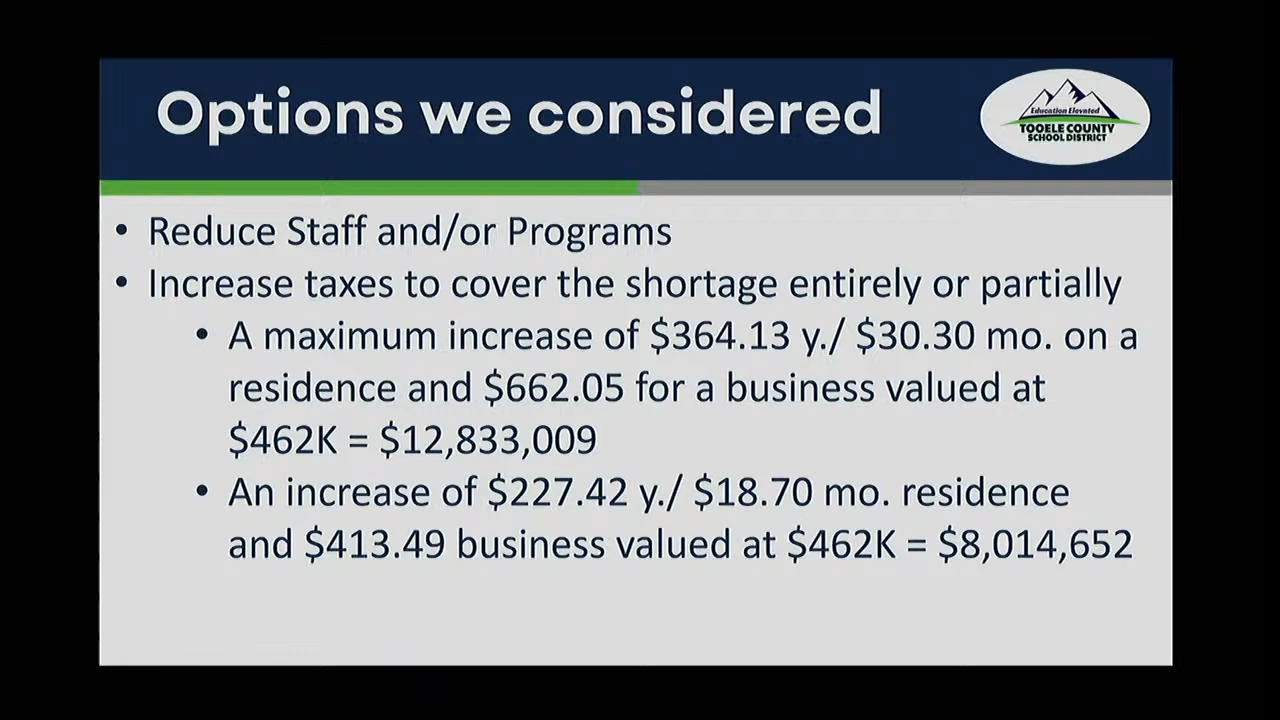 Options we considered
Education Elevated
TOOELE COUNTY
SCHOOL DISTRICT
• Reduce Staff and/or Programs
• Increase taxes to cover the shortage entirely or partially
• A maximum increase of $364.13 y./ $30.30 mo. on a
residence and $662.05 for a business valued at
$462K = $12,833,009
• An increase of $227.42 y./ $18.70 mo. residence
and $413.49 business valued at $462K = $8,014,652